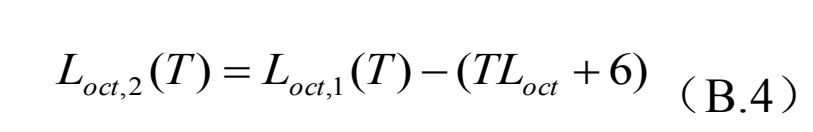 L_{oct,2}(T) = L_{oct,1}(T) − (TL_{oct} + 6) （B.4）